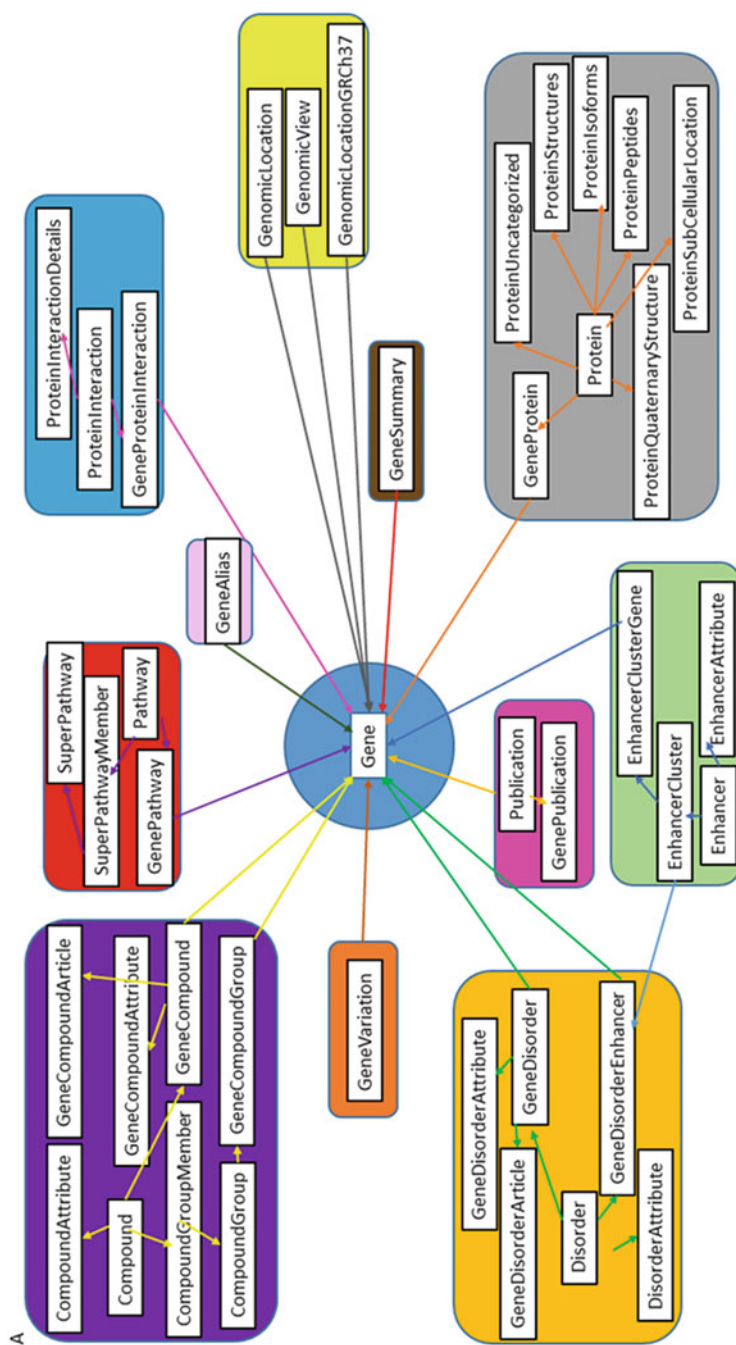 A
CompoundAttribute
GeneCompoundArticle
Compound
GeneCompoundAttribute
CompoundGroupMember
GeneCompound
CompoundGroup
GeneCompoundGroup
SuperPathway
SuperPathwayMember
Pathway
GenePathway
ProteinInteractionDetails
ProteinInteraction
GeneProteinInteraction
GeneAlias
GenomicLocation
GenomicView
GenomicLocationGRCh37
GeneVariation
Gene
GeneSummary
GeneDisorderAttribute
GeneDisorderArticle
GeneDisorder
Disorder
GeneDisorderEnhancer
DisorderAttribute
Publication
GenePublication
EnhancerClusterGene
EnhancerCluster
Enhancer
EnhancerAttribute
GeneProtein
ProteinUncategorized
ProteinStructures
Protein
ProteinIsoforms
ProteinPeptides
ProteinQuaternaryStructure
ProteinSubCellularLocation